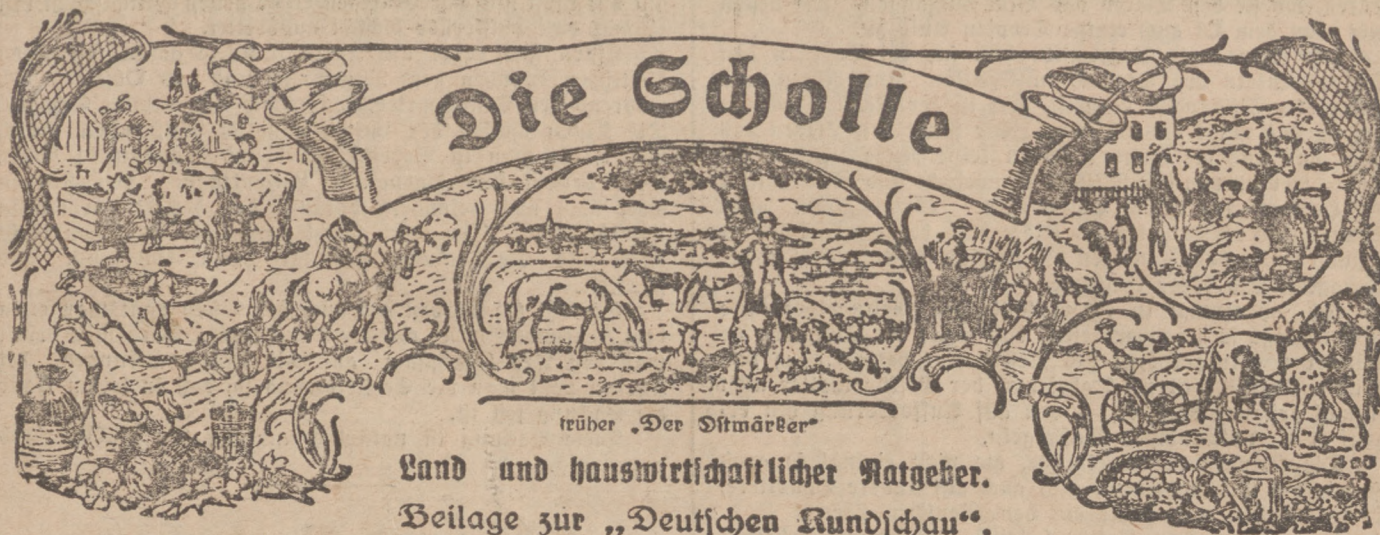 Die Scholle
früher „Der Ostmärker“
Land und hauswirtschaftlicher Ratgeber.
Beilage zur „Deutschen Rundschau“.